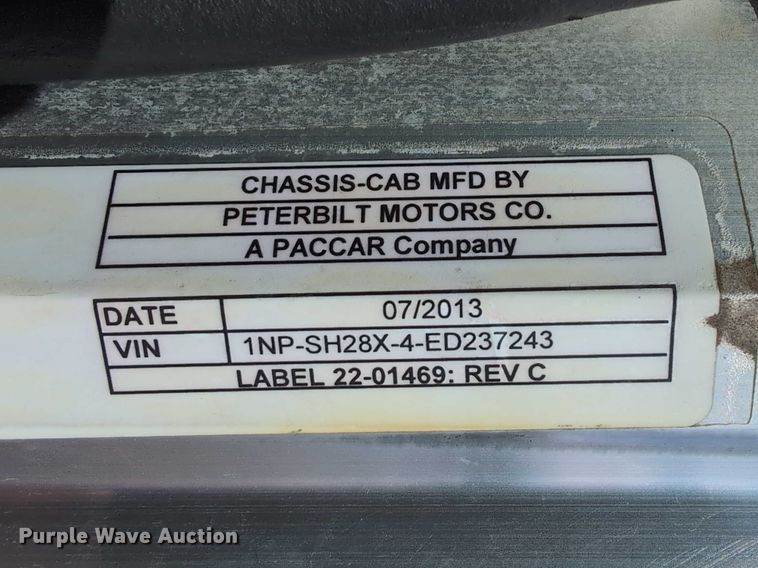 CHASSIS-CAB MFD BY
PETERBILT MOTORS CO.
A PACCAR Company
DATE 07/2013
VIN 1NP-SH28X-4-ED237243
LABEL 22-01469: REV C
Purple Wave Auction